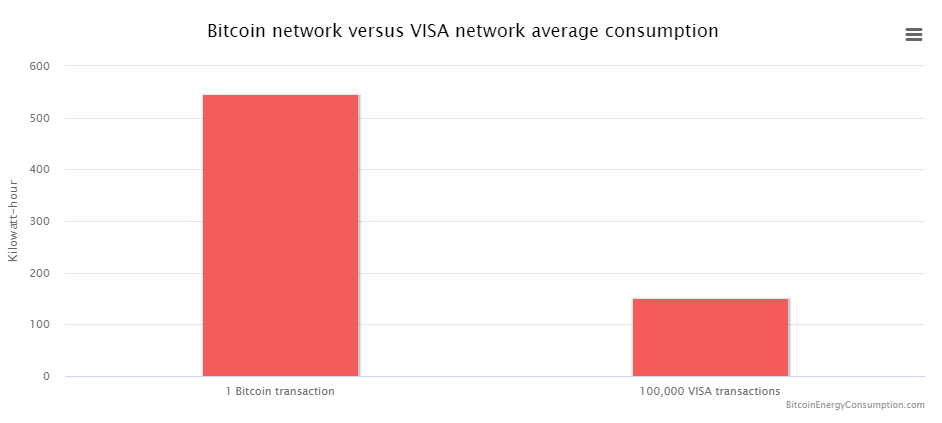 Bitcoin network versus VISA network average consumption
600
500
400
300
200
100
0
Kilowatt-hour
1 Bitcoin transaction
100,000 VISA transactions
BitcoinEnergyConsumption.com